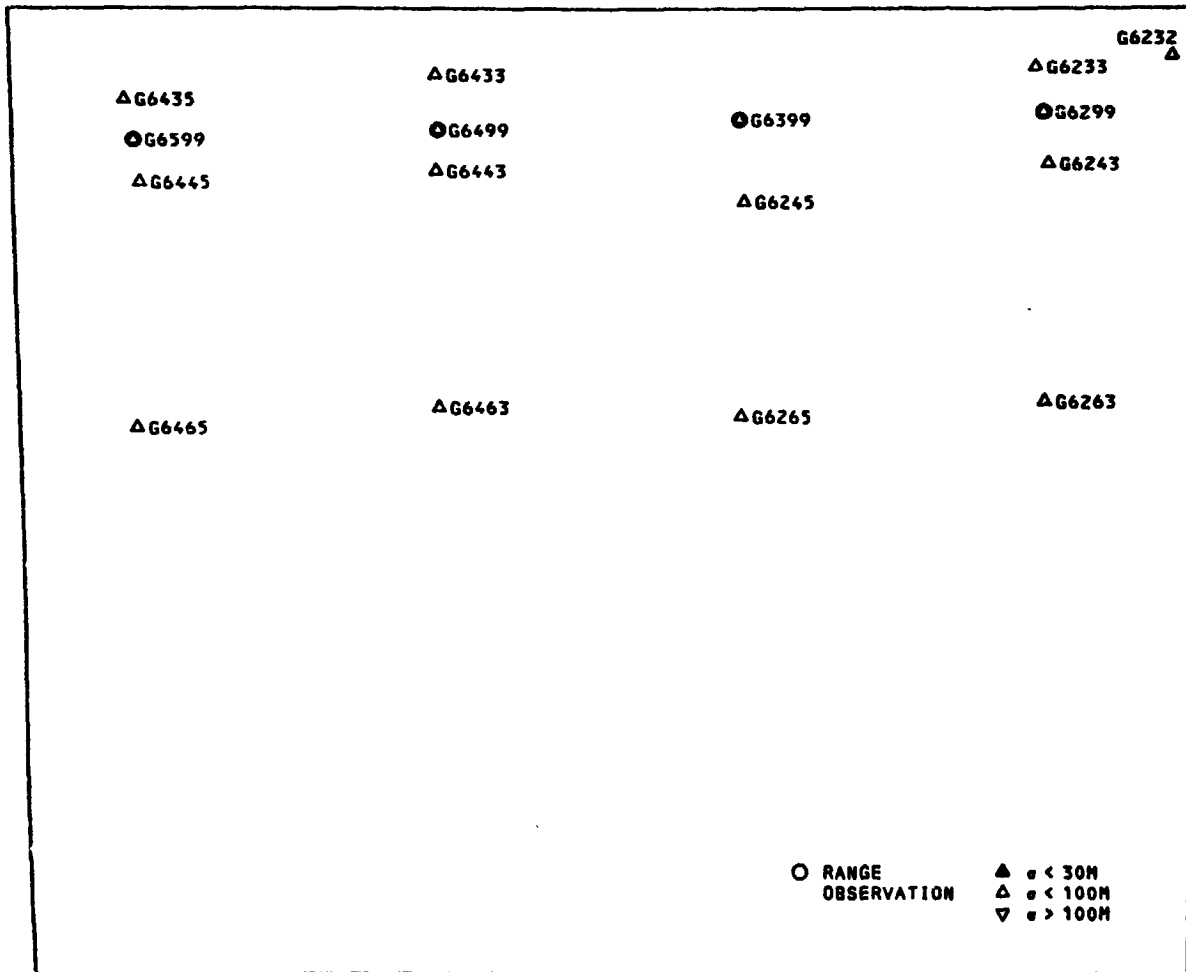 G6232
G6433
G6233
G6435
G6599
G6499
G6399
G6299
G6445
G6443
G6245
G6243
G6465
G6463
G6265
G6263
RANGE OBSERVATION
σ < 30M
σ < 100M
σ > 100M